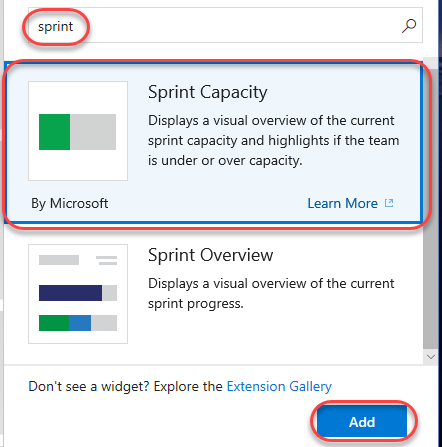 sprint
Sprint Capacity
Displays a visual overview of the current
sprint capacity and highlights if the team
is under or over capacity.
By Microsoft
Learn More
Sprint Overview
Displays a visual overview of the current
sprint progress.
Don't see a widget? Explore the Extension Gallery
Add